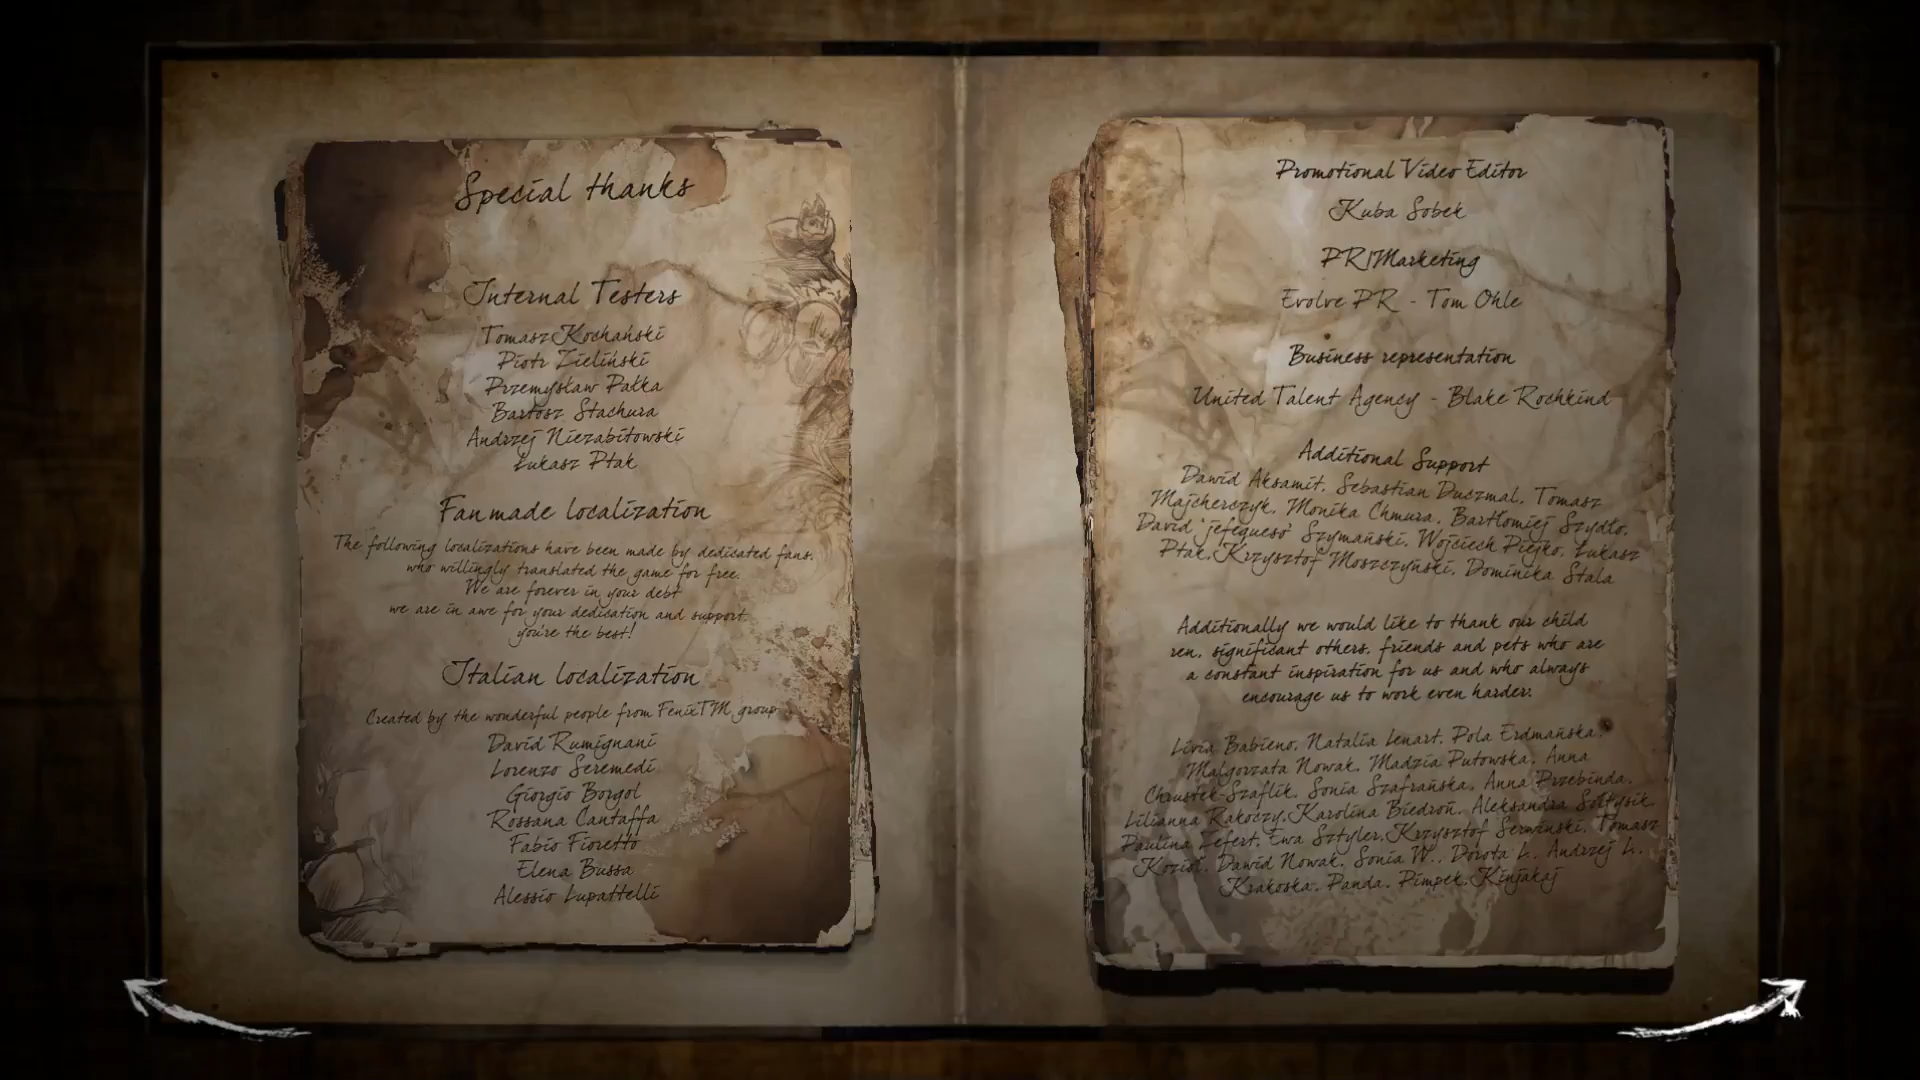 Special thanks
Internal Testers
Tomasz Kochański
Piotr Zieliński
Przemysław Pałka
Bartosz Stachura
Andrzej Niezabitowski
Łukasz Ptak
Fanmade localization
The following localizations have been made by dedicated fans,
who willingly translated the game for free.
We are forever in your debt
we are in awe for your dedication and support,
you're the best!
Italian localization
Created by the wonderful people from FenixTM group
David Rumignani
Lorenzo Seremedi
Giorgio Borgol
Rossana Cantaffa
Fabio Fioretto
Elena Bussa
Alessio Lupattelli
Promotional Video Editor
Kuba Sobek
PR/Marketing
Evolve PR - Tom Ohle
Business representation
United Talent Agency - Blake Rochkind
Additional Support
Dawid Aksamit, Sebastian Duczmal, Tomasz
Majcherczyk, Monika Chmura, Bartłomiej Szydło,
David 'jefegueso' Szymański, Wojciech Piejko, Łukasz
Ptak, Krzysztof Moszczyński, Dominika Stala
Additionally we would like to thank our child
ren, significant others, friends and pets who are
a constant inspiration for us and who always
encourage us to work even harder:
Livia Babieno, Natalia Lenart, Pola Erdmańska,
Malgorzata Nowak, Madzia Putowska, Anna
Chrustek-Szaflik, Sonia Szafrańska, Anna Przebinda,
Lilianna Rakoczy, Karolina Biedroń, Aleksandra Sołtysik
Paulina Zefert, Ewa Sztyler, Krzysztof Serwinski, Tomasz
Kozioł, Dawid Nowak, Sonia W., Dorota L., Andrzej L.
Krakoska, Panda, Pimpek, Kinjakaj